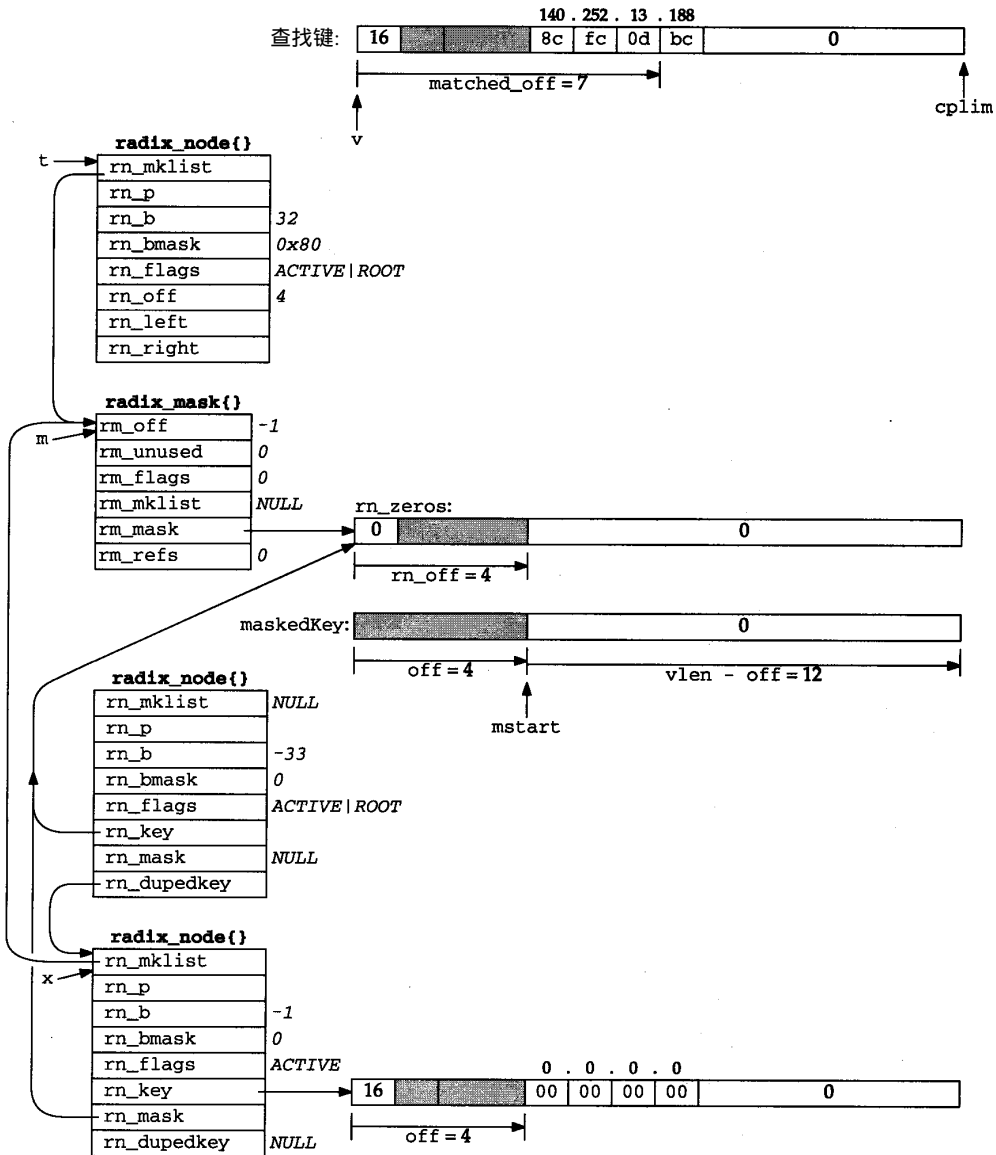 140 . 252 . 13 . 188
查找键: 16 8c fc 0d bc 0
matched_off = 7
v
cplim
radix_node{}
t
rn_mklist
rn_p
rn_b 32
rn_bmask 0x80
rn_flags ACTIVE|ROOT
rn_off 4
rn_left
rn_right
radix_mask{}
rm_off -1
m
rm_unused 0
rm_flags 0
rm_mklist NULL
rm_mask
rm_refs 0
rn_zeros:
0 0
rn_off = 4
maskedKey: 0
off = 4
vlen - off = 12
mstart
radix_node{}
rn_mklist NULL
rn_p
rn_b -33
rn_bmask 0
rn_flags ACTIVE|ROOT
rn_key
rn_mask NULL
rn_dupedkey
radix_node{}
rn_mklist
x
rn_p
rn_b -1
rn_bmask 0
rn_flags ACTIVE
rn_key
rn_mask
rn_dupedkey NULL
0 . 0 . 0 . 0
16 00 00 00 00 0
off = 4